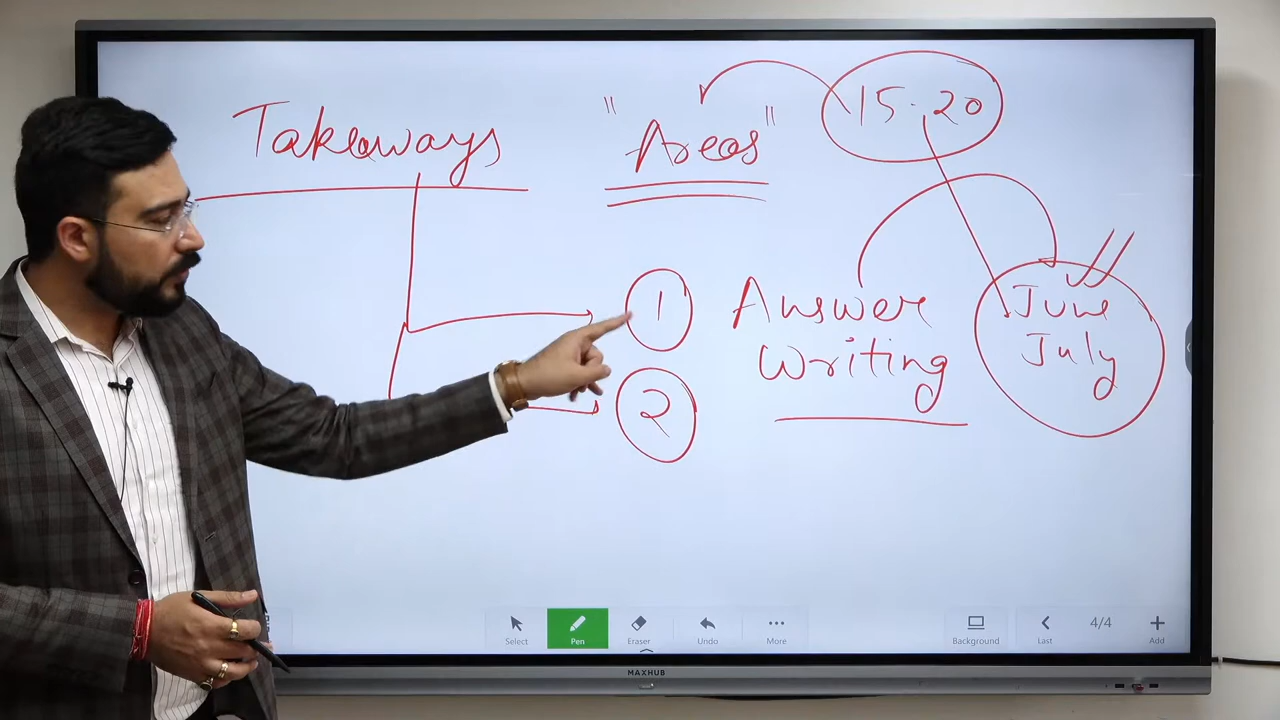 Takeaways
"Areas"
15-20
1
Answer
Writing
June
July
2
Select
Pen
Eraser
Undo
More
Background
Last
4/4
Add
MAXHUB